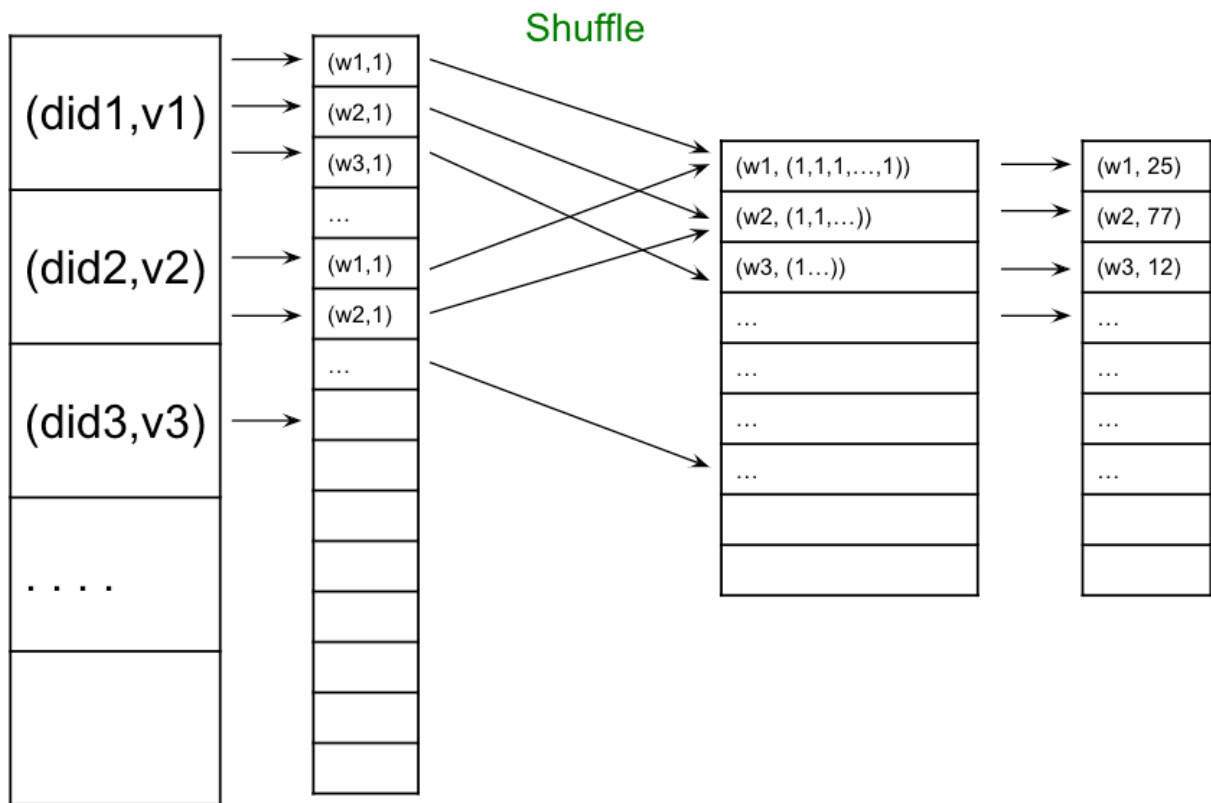 Shuffle
(did1,v1)
(did2,v2)
(did3,v3)
. . . .
(w1,1)
(w2,1)
(w3,1)
...
(w1,1)
(w2,1)
...
(w1, (1,1,1,...,1))
(w2, (1,1,...))
(w3, (1...))
...
...
...
...
(w1, 25)
(w2, 77)
(w3, 12)
...
...
...
...